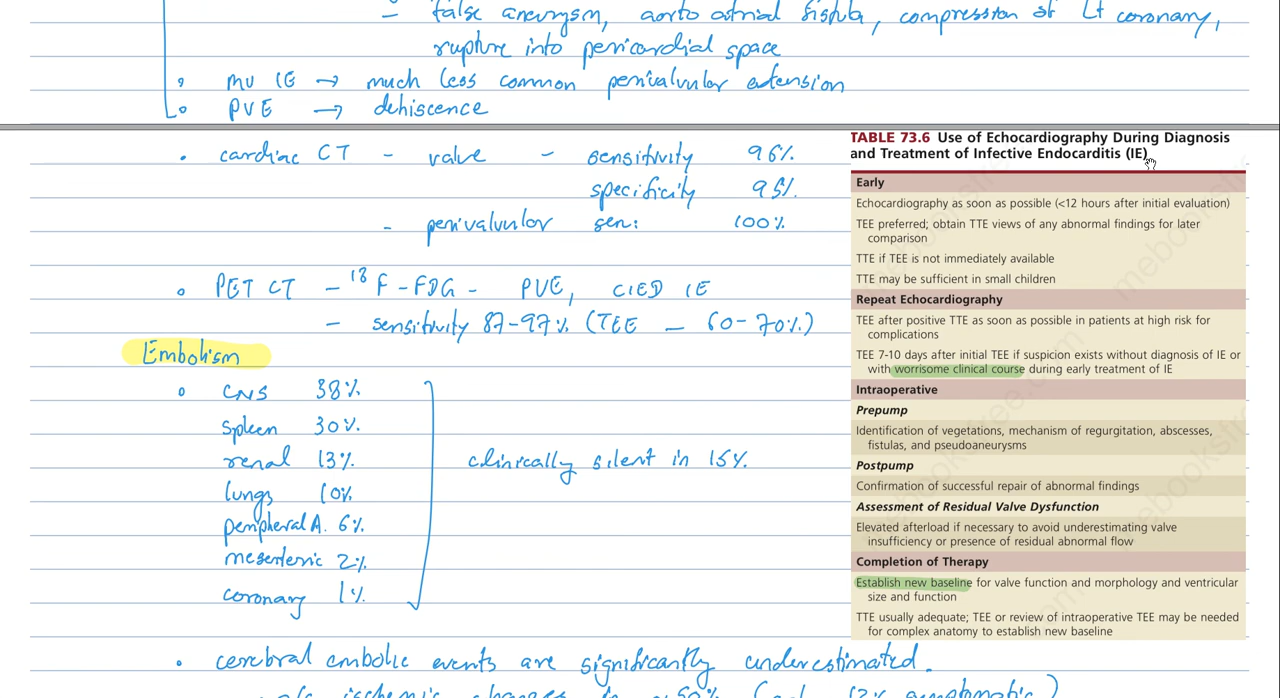 – false aneurysm, aorto atrial fistula, compression of Lt coronary,
rupture into pericardial space
• MV IE → much less common perivalvular extension
• PVE → dehiscence
• cardiac CT – valve – sensitivity 96%
specificity 95%
– perivalvular sen: 100%
• PET CT – 18 F-FDG – PVE, CIED IE
– sensitivity 87-97% (TEE – 60-70%)
Embolism
• CNS 38%
spleen 30%
renal 13%
lungs 10%
peripheral A. 6%
mesenteric 2%
coronary 1%
clinically silent in 15%
• cerebral embolic events are significantly underestimated.
TABLE 73.6 Use of Echocardiography During Diagnosis
and Treatment of Infective Endocarditis (IE)
Early
Echocardiography as soon as possible (<12 hours after initial evaluation)
TEE preferred; obtain TTE views of any abnormal findings for later
comparison
TTE if TEE is not immediately available
TTE may be sufficient in small children
Repeat Echocardiography
TEE after positive TTE as soon as possible in patients at high risk for
complications
TEE 7-10 days after initial TEE if suspicion exists without diagnosis of IE or
with worrisome clinical course during early treatment of IE
Intraoperative
Prepump
Identification of vegetations, mechanism of regurgitation, abscesses,
fistulas, and pseudoaneurysms
Postpump
Confirmation of successful repair of abnormal findings
Assessment of Residual Valve Dysfunction
Elevated afterload if necessary to avoid underestimating valve
insufficiency or presence of residual abnormal flow
Completion of Therapy
Establish new baseline for valve function and morphology and ventricular
size and function
TTE usually adequate; TEE or review of intraoperative TEE may be needed
for complex anatomy to establish new baseline